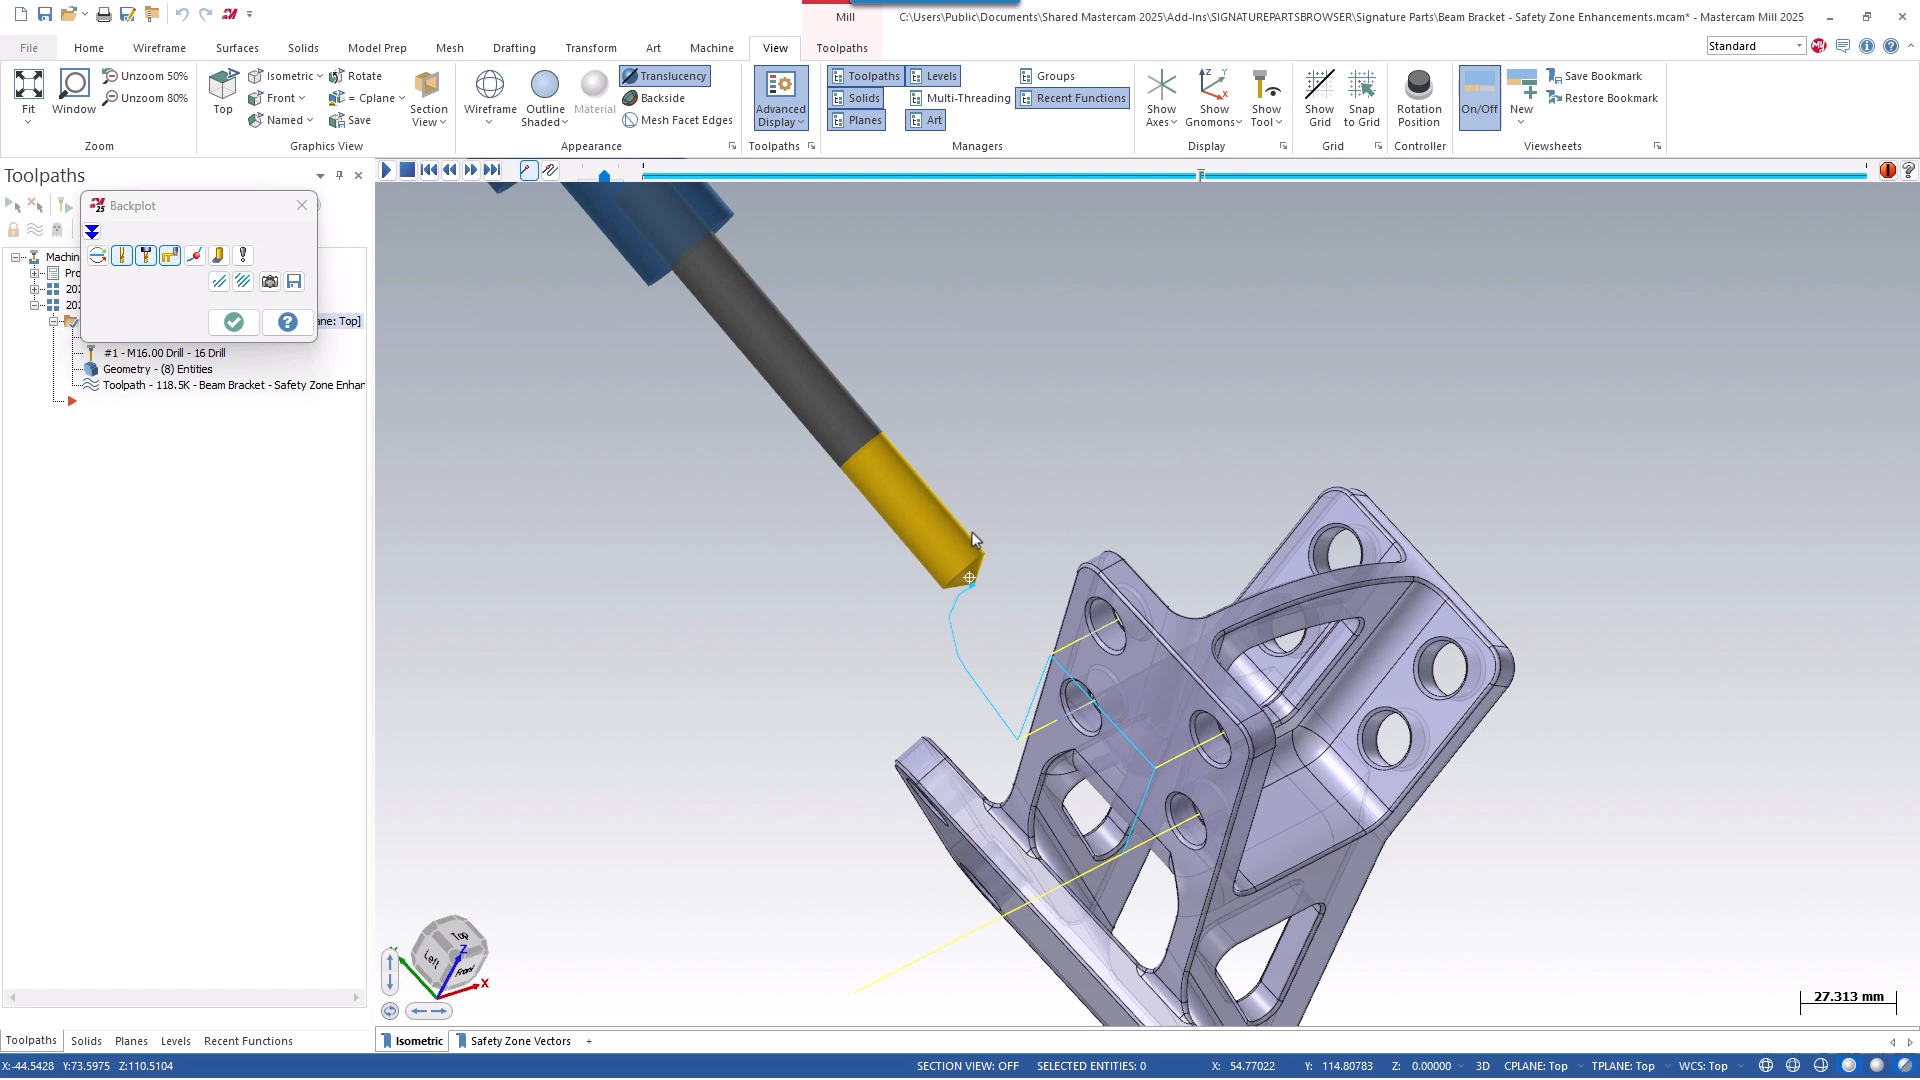 Mill
C:\Users\Public\Documents\Shared Mastercam 2025\Add-Ins\SIGNATUREPARTSBROWSER\Signature Parts\Beam Bracket - Safety Zone Enhancements.mcam* - Mastercam Mill 2025
File Home Wireframe Surfaces Solids Model Prep Mesh Drafting Transform Art Machine View Toolpaths
Standard
Fit
Window
Unzoom 50%
Unzoom 80%
Zoom
Top
Isometric
Front
Named
Rotate
= Cplane
Save
Section View
Graphics View
Wireframe
Outline Shaded
Material
Translucency
Backside
Mesh Facet Edges
Appearance
Advanced Display
Toolpaths
Toolpaths
Solids
Planes
Levels
Multi-Threading
Art
Groups
Recent Functions
Managers
Show Axes
Show Gnomons
Show Tool
Display
Show Grid
Snap to Grid
Grid
Rotation Position
Controller
On/Off
New
Save Bookmark
Restore Bookmark
Viewsheets
Toolpaths
25 Backplot
Machin
Pro
202
202
ane: Top]
#1 - M16.00 Drill - 16 Drill
Geometry - (8) Entities
Toolpath - 118.5K - Beam Bracket - Safety Zone Enhan
Top
Left
Front
Z
X
27.313 mm
Toolpaths Solids Planes Levels Recent Functions
Isometric Safety Zone Vectors +
X:-44.5428 Y:73.5975 Z:110.5104 SECTION VIEW: OFF SELECTED ENTITIES: 0 X: 54.77022 Y: 114.80783 Z: 0.00000 3D CPLANE: Top TPLANE: Top WCS: Top